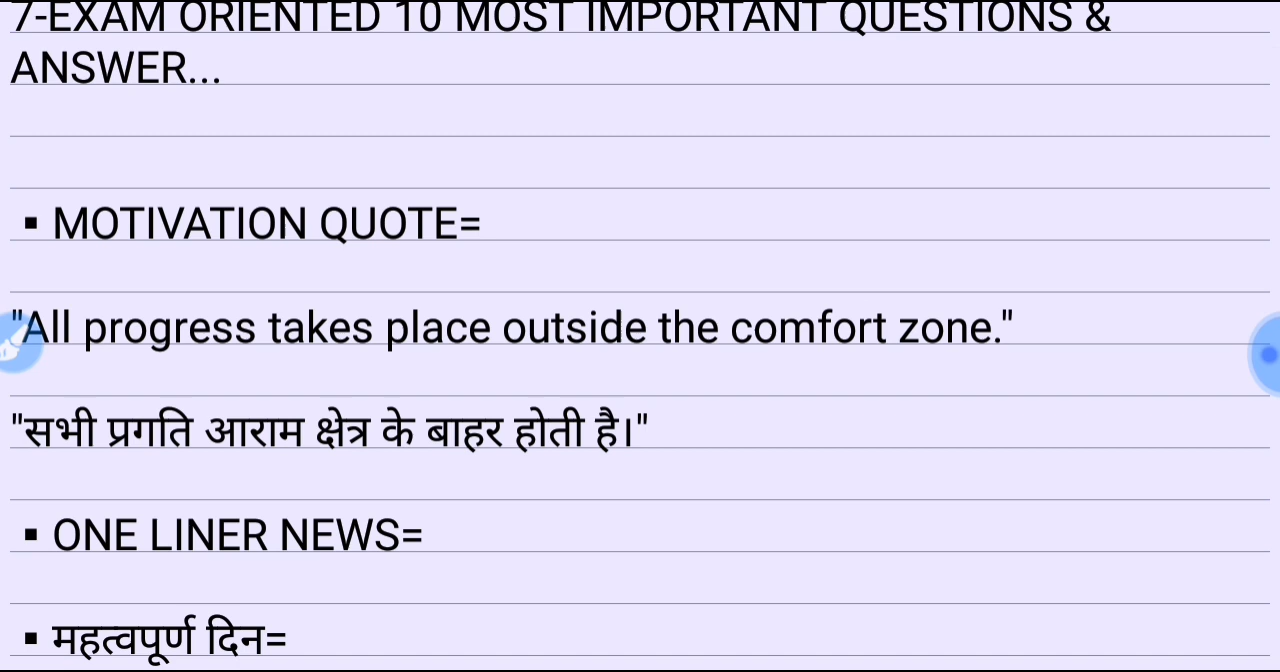 7-EXAM ORIENTED 10 MOST IMPORTANT QUESTIONS &
ANSWER...
▪ MOTIVATION QUOTE=
"All progress takes place outside the comfort zone."
"सभी प्रगति आराम क्षेत्र के बाहर होती है।"
▪ ONE LINER NEWS=
▪ महत्वपूर्ण दिन=